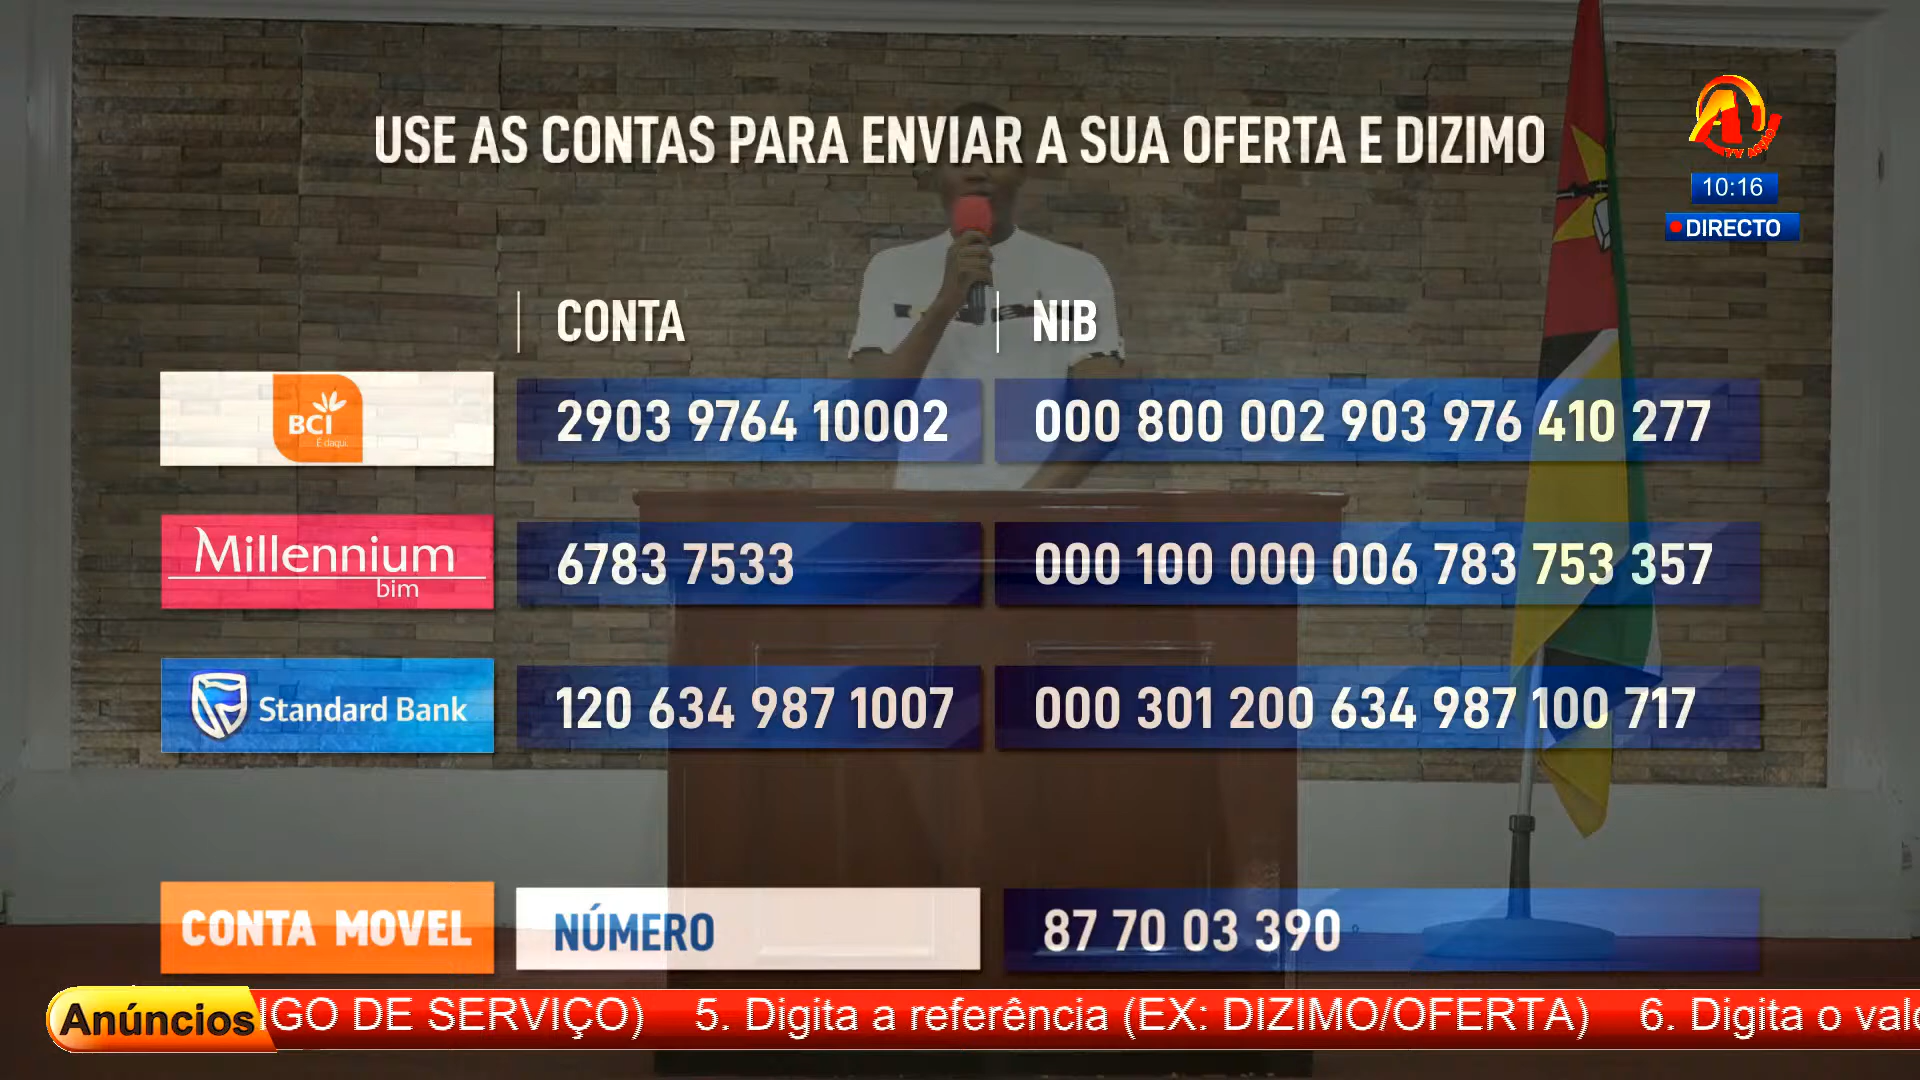 USE AS CONTAS PARA ENVIAR A SUA OFERTA E DIZIMO
TV
10:16
DIRECTO
CONTA
NIB
BCI
É daqui
2903 9764 10002
000 800 002 903 976 410 277
Millennium
bim
6783 7533
000 100 000 006 783 753 357
Standard Bank
120 634 987 1007
000 301 200 634 987 100 717
CONTA MOVEL
NÚMERO
87 70 03 390
Anúncios
IGO DE SERVIÇO) 5. Digita a referência (EX: DIZIMO/OFERTA) 6. Digita o valo